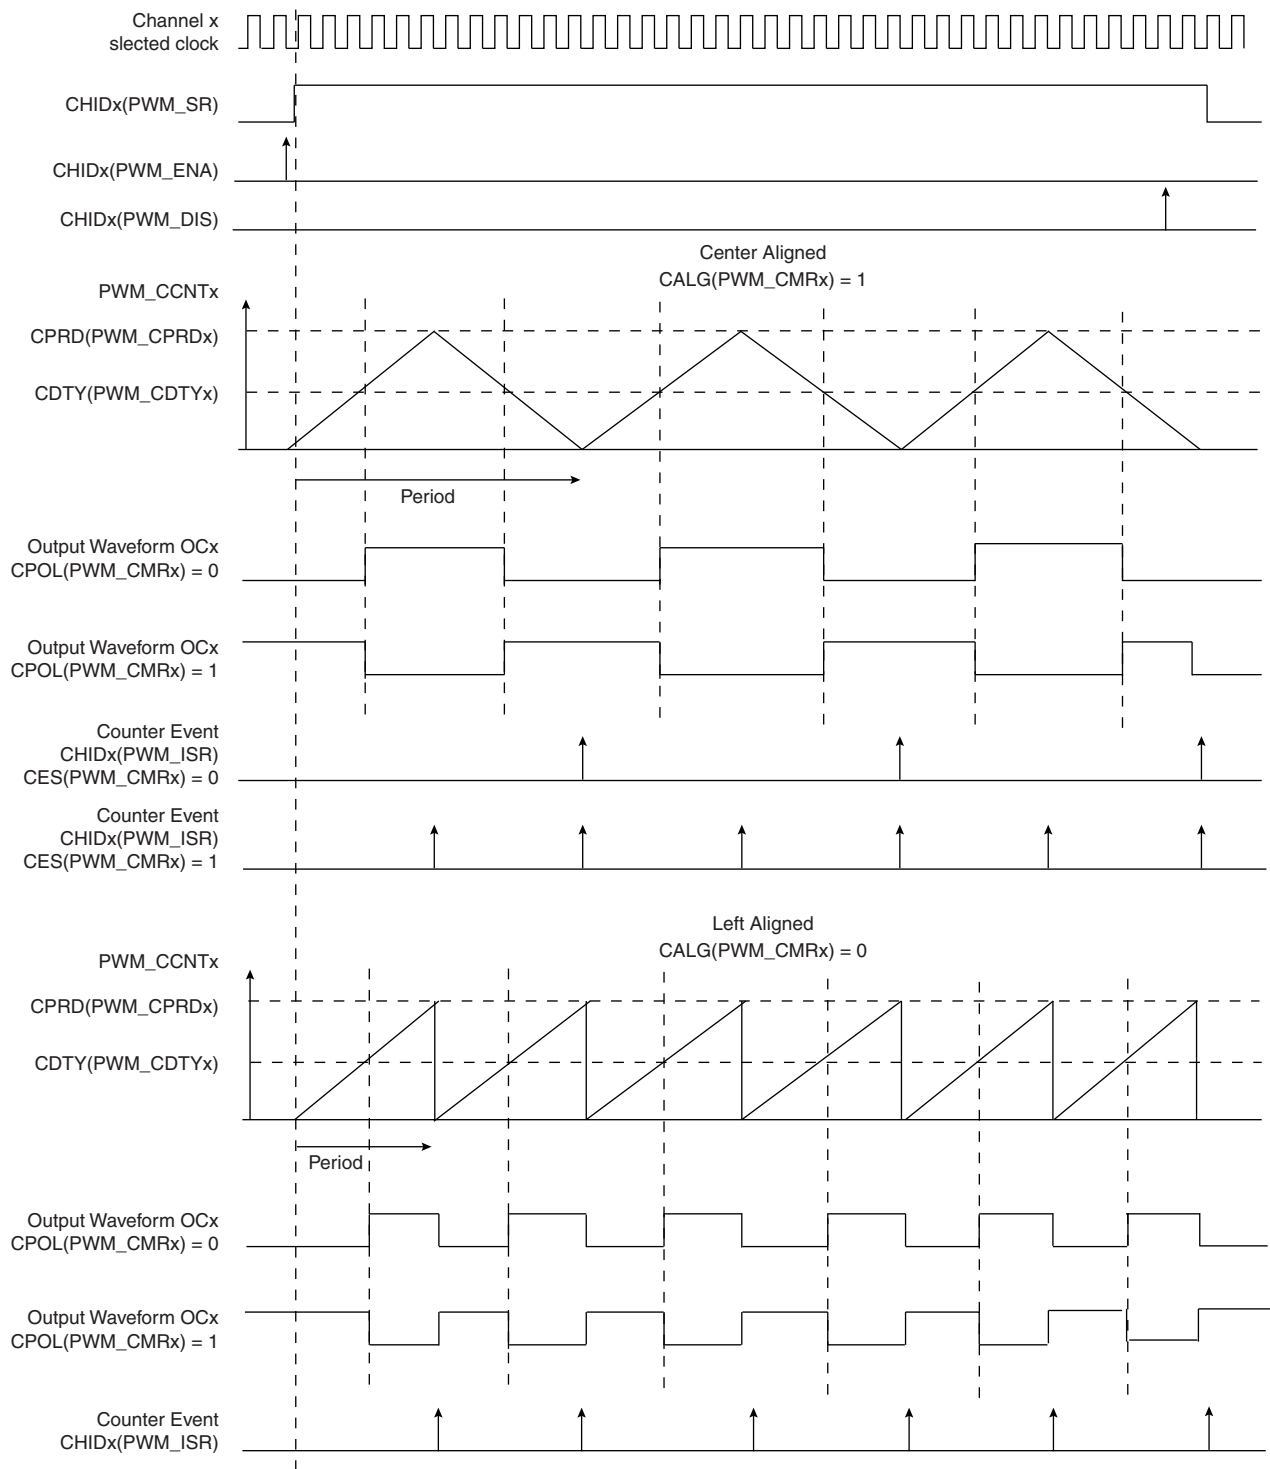 Channel x
slected clock
CHIDx(PWM_SR)
CHIDx(PWM_ENA)
CHIDx(PWM_DIS)
Center Aligned
CALG(PWM_CMRx) = 1
PWM_CCNTx
CPRD(PWM_CPRDx)
CDTY(PWM_CDTYx)
Period
Output Waveform OCx
CPOL(PWM_CMRx) = 0
Output Waveform OCx
CPOL(PWM_CMRx) = 1
Counter Event
CHIDx(PWM_ISR)
CES(PWM_CMRx) = 0
Counter Event
CHIDx(PWM_ISR)
CES(PWM_CMRx) = 1
Left Aligned
CALG(PWM_CMRx) = 0
PWM_CCNTx
CPRD(PWM_CPRDx)
CDTY(PWM_CDTYx)
Period
Output Waveform OCx
CPOL(PWM_CMRx) = 0
Output Waveform OCx
CPOL(PWM_CMRx) = 1
Counter Event
CHIDx(PWM_ISR)